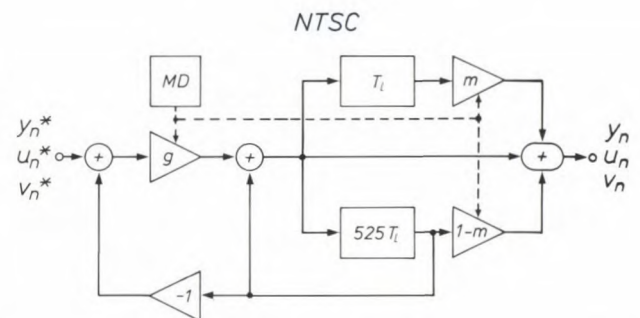 NTSC
MD
T_l
m
y_n*
u_n*
v_n*
+
g
+
+
y_n
u_n
v_n
525 T_l
1-m
-1